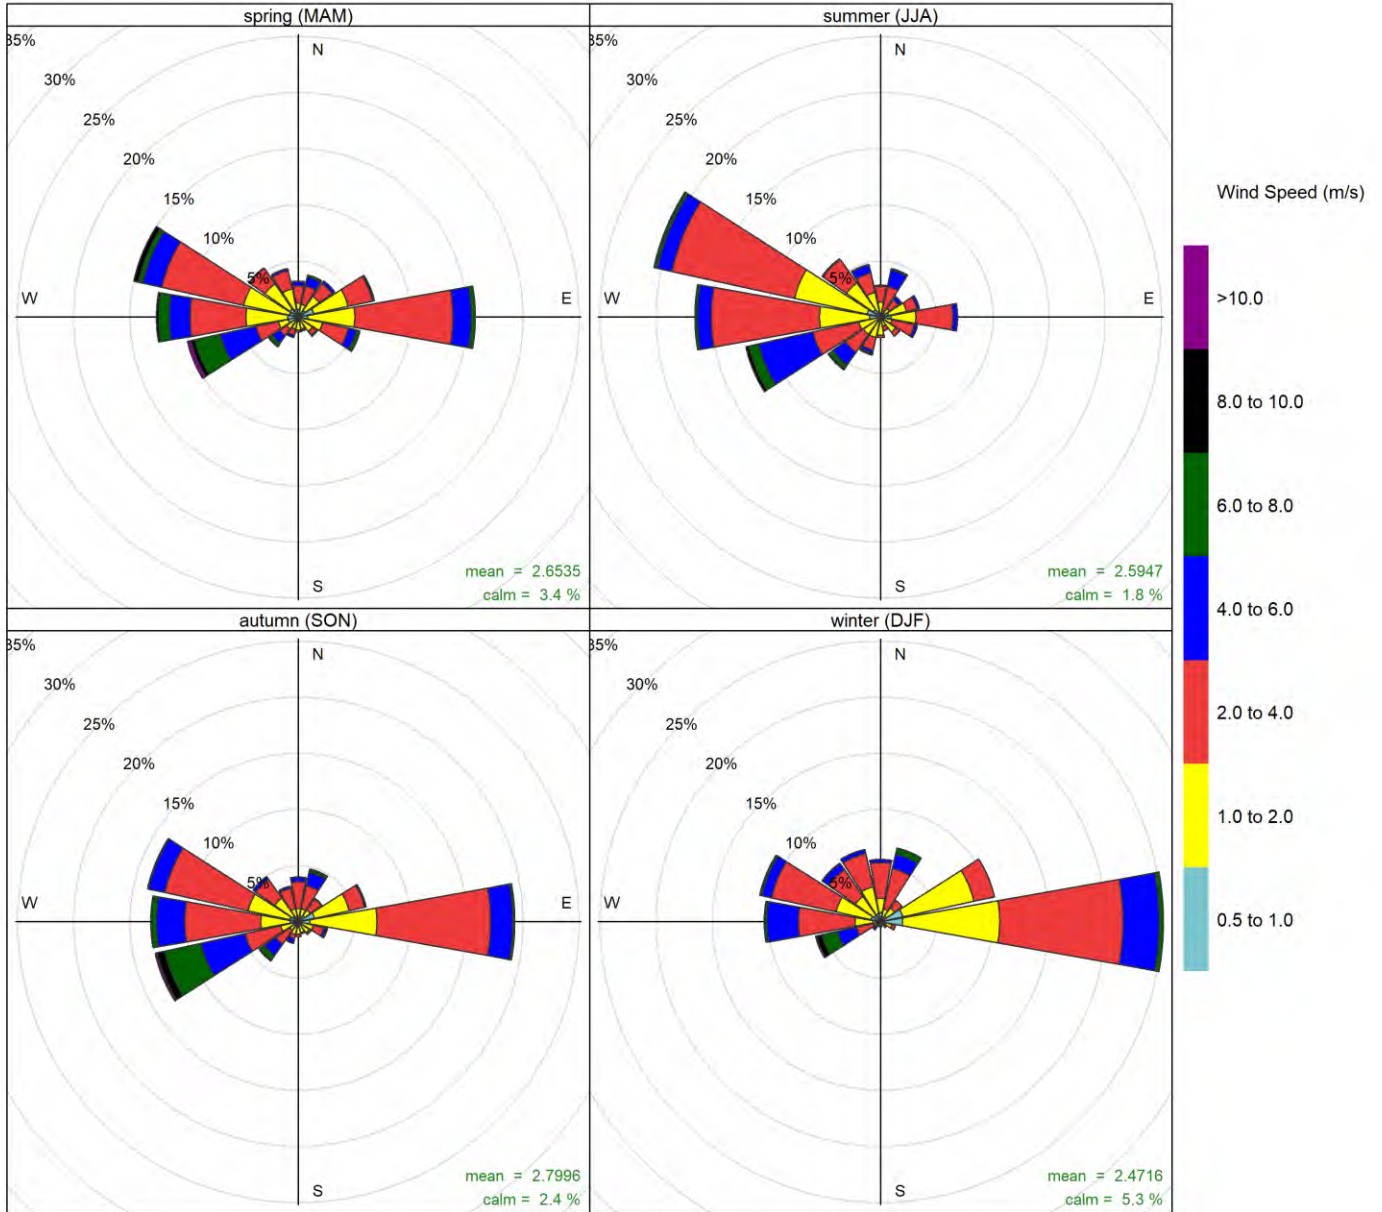 spring (MAM)
35%
30%
25%
20%
15%
10%
5%
N
W
E
S
mean = 2.6535
calm = 3.4 %
summer (JJA)
35%
30%
25%
20%
15%
10%
5%
N
W
E
S
mean = 2.5947
calm = 1.8 %
autumn (SON)
35%
30%
25%
20%
15%
10%
5%
N
W
E
S
mean = 2.7996
calm = 2.4 %
winter (DJF)
35%
30%
25%
20%
15%
10%
5%
N
W
E
S
mean = 2.4716
calm = 5.3 %
Wind Speed (m/s)
>10.0
8.0 to 10.0
6.0 to 8.0
4.0 to 6.0
2.0 to 4.0
1.0 to 2.0
0.5 to 1.0